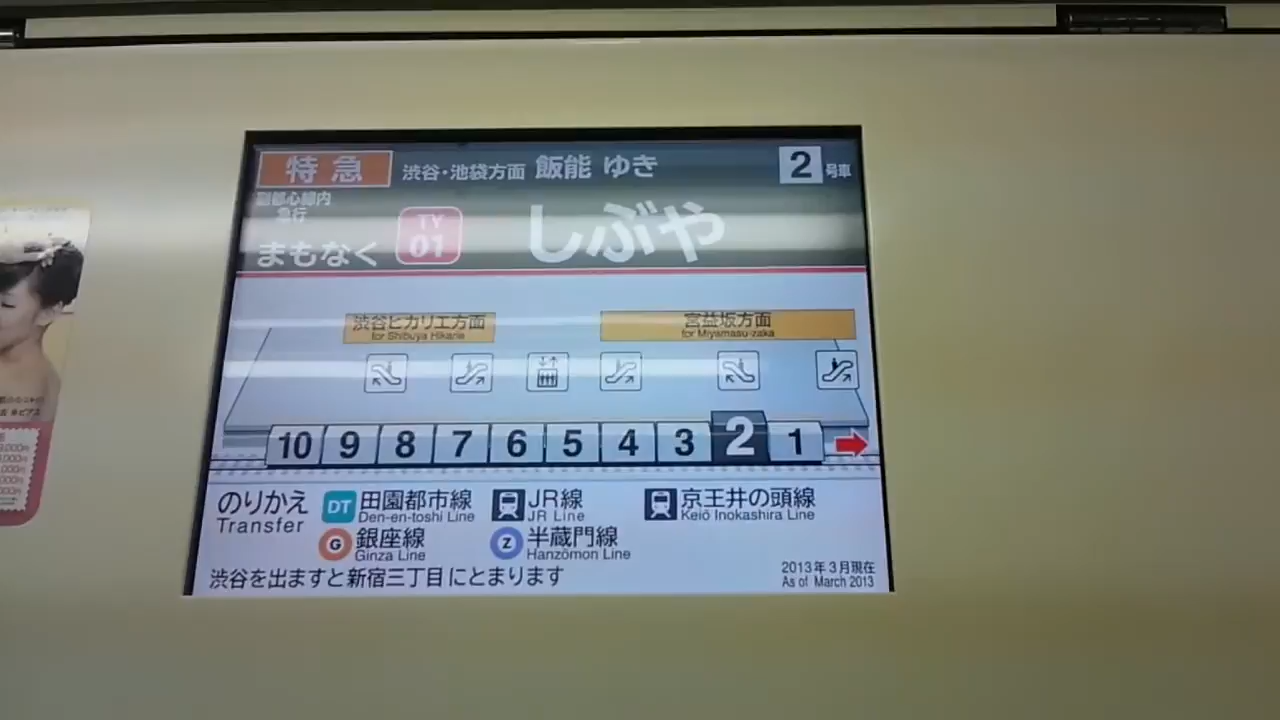 特急 渋谷・池袋方面 飯能 ゆき 2号車
副都心線内
急行
まもなく TY 01 しぶや
渋谷ヒカリエ方面 宮益坂方面
for Shibuya Hikarie for Miyamasu-zaka
10 9 8 7 6 5 4 3 2 1
のりかえ DT 田園都市線 JR線 京王井の頭線
Transfer Den-en-toshi Line JR Line Keiō Inokashira Line
G 銀座線 Z 半蔵門線
Ginza Line Hanzōmon Line
渋谷を出ますと新宿三丁目にとまります 2013年3月現在
As of March 2013